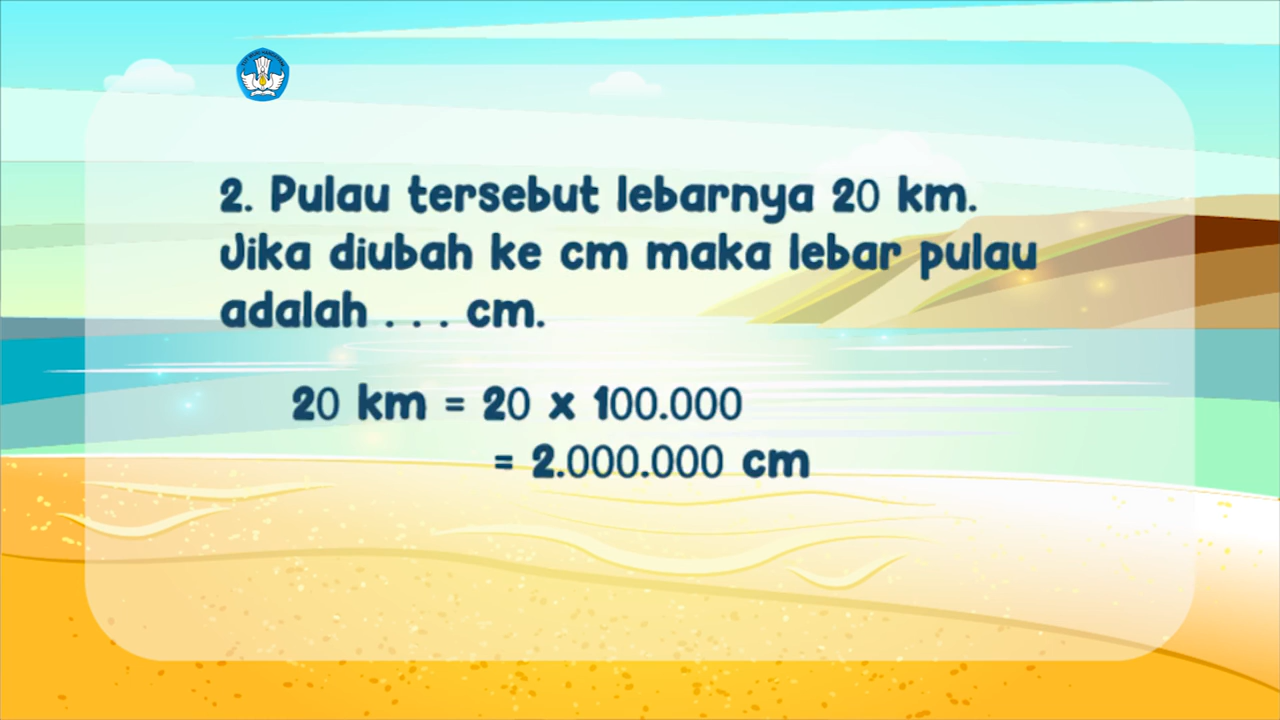 2. Pulau tersebut lebarnya 20 km.
Jika diubah ke cm maka lebar pulau
adalah . . . cm.
20 km = 20 x 100.000
= 2.000.000 cm